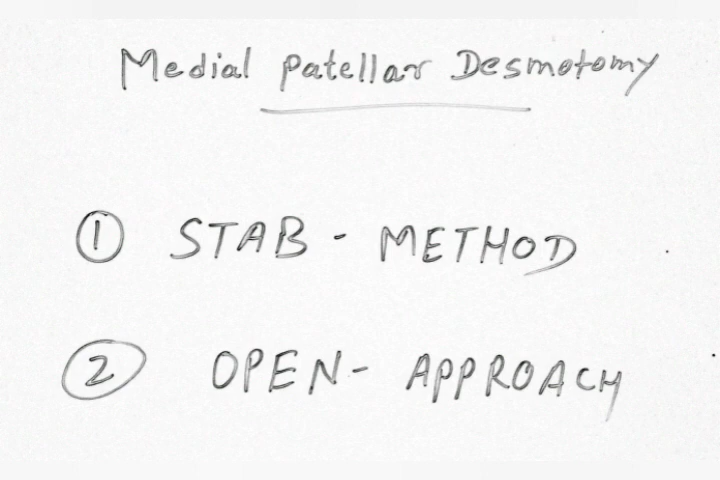 Medial Patellar Desmotomy
① STAB - METHOD
② OPEN - APPROACH